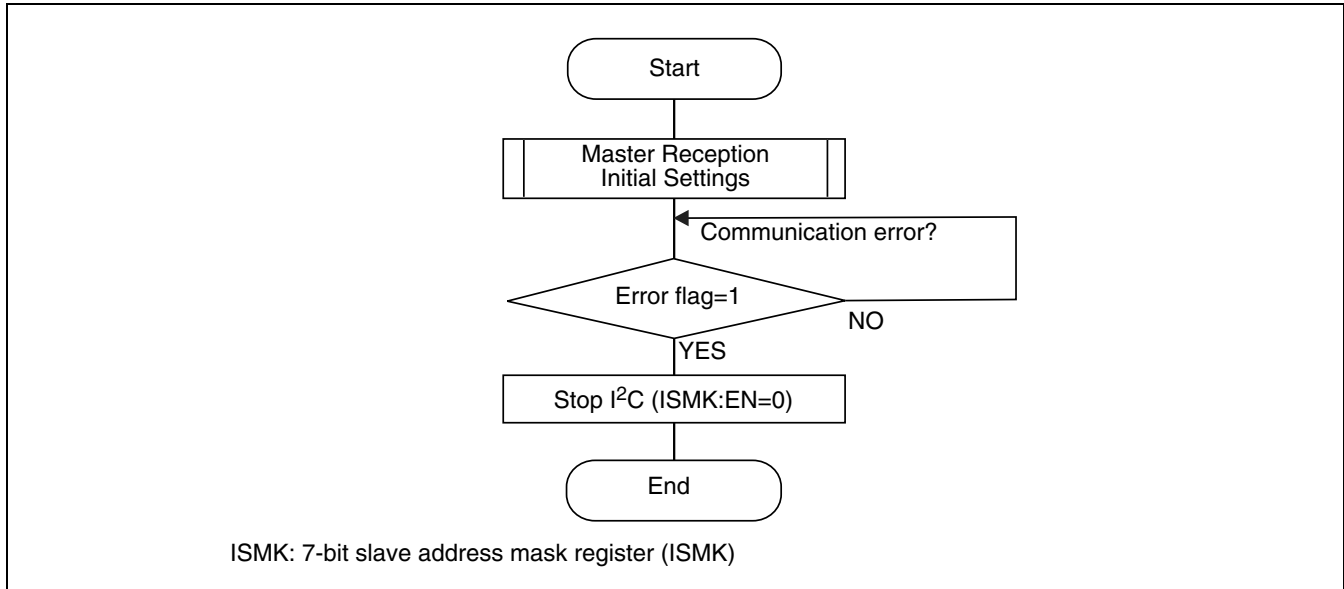 Start
Master Reception
Initial Settings
Communication error?
Error flag=1
NO
YES
Stop I²C (ISMK:EN=0)
End
ISMK: 7-bit slave address mask register (ISMK)